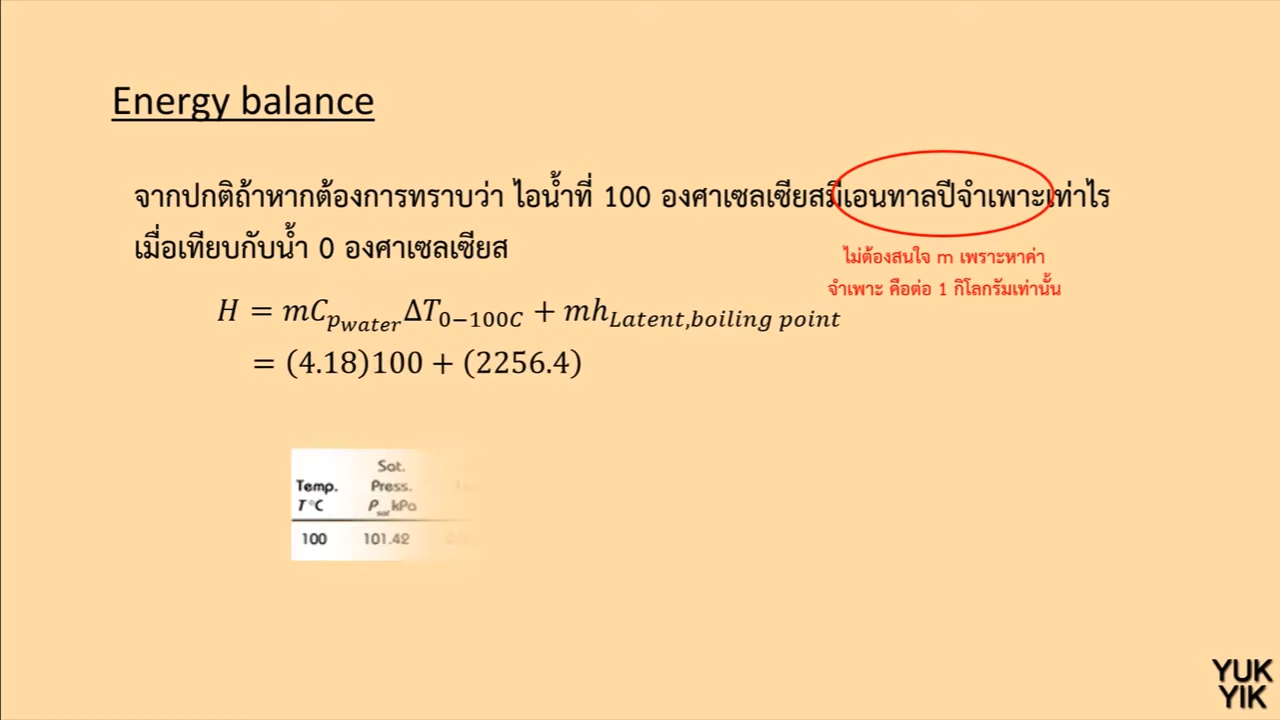 Energy balance
จากปกติถ้าหากต้องการทราบว่า ไอน้ำที่ 100 องศาเซลเซียสมีเอนทาลปีจำเพาะเท่าไร
เมื่อเทียบกับน้ำ 0 องศาเซลเซียส
ไม่ต้องสนใจ m เพราะหาค่า
จำเพาะ คือต่อ 1 กิโลกรัมเท่านั้น
H = mC_{p_{water}}ΔT_{0−100C} + mh_{Latent,boiling point}
= (4.18)100 + (2256.4)
Sat.
Temp. Press.
T °C P_{sat} kPa
100 101.42
YUK
YIK